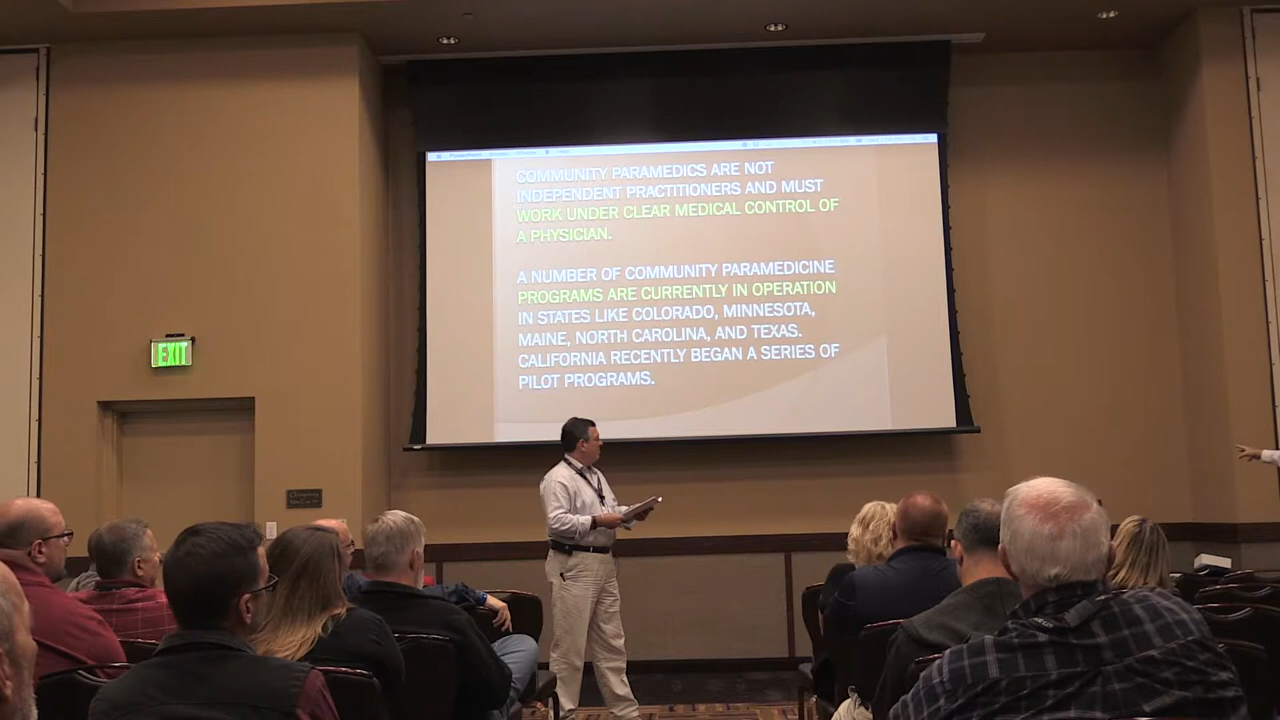 PowerPoint
COMMUNITY PARAMEDICS ARE NOT
INDEPENDENT PRACTITIONERS AND MUST
WORK UNDER CLEAR MEDICAL CONTROL OF
A PHYSICIAN.
A NUMBER OF COMMUNITY PARAMEDICINE
PROGRAMS ARE CURRENTLY IN OPERATION
IN STATES LIKE COLORADO, MINNESOTA,
MAINE, NORTH CAROLINA, AND TEXAS.
CALIFORNIA RECENTLY BEGAN A SERIES OF
PILOT PROGRAMS.
EXIT